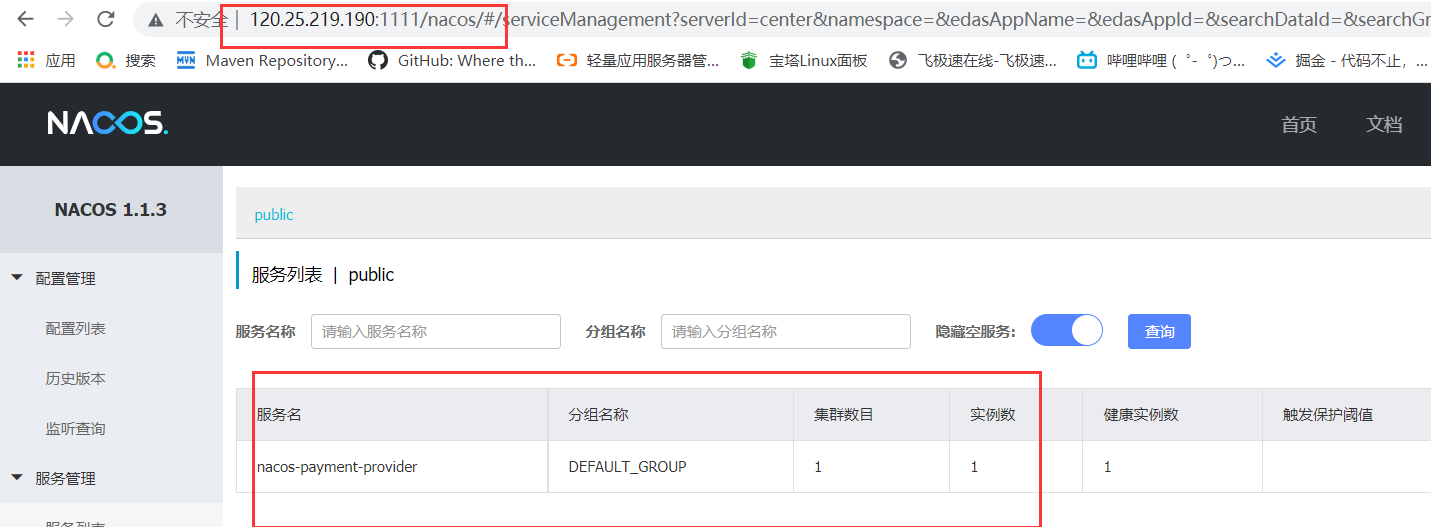 不安全 | 120.25.219.190:1111/nacos/#/serviceManagement?serverId=center&namespace=&edasAppName=&edasAppId=&searchDataId=&searchGr
应用 搜索 Maven Repository... GitHub: Where th... 轻量应用服务器管... 宝塔Linux面板 飞极速在线-飞极速... 哔哩哔哩 (゜-゜)つ... 掘金 - 代码不止，...
NACOS. 首页 文档
NACOS 1.1.3
public
配置管理
服务列表 | public
配置列表
服务名称 请输入服务名称 分组名称 请输入分组名称 隐藏空服务: 查询
历史版本
监听查询
服务名 分组名称 集群数目 实例数 健康实例数 触发保护阈值
服务管理
nacos-payment-provider DEFAULT_GROUP 1 1 1
服务列表